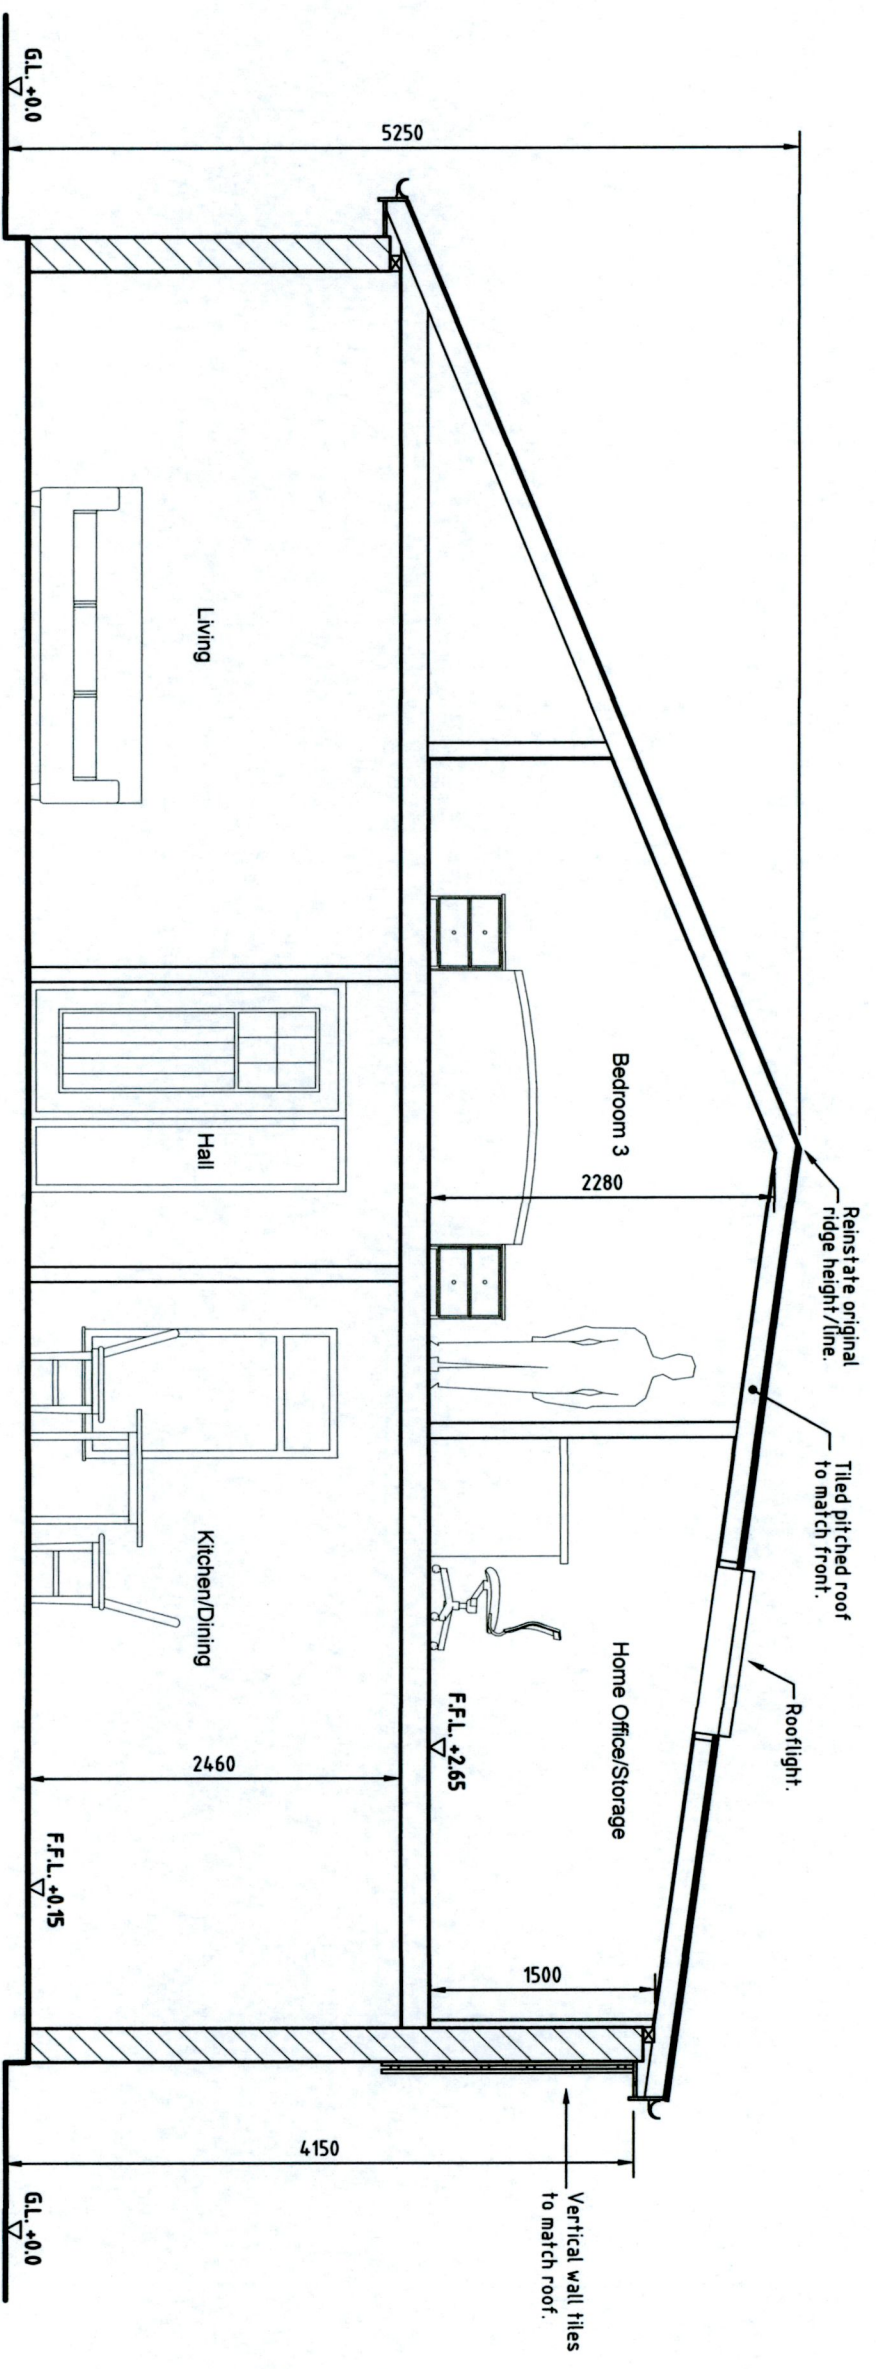 Reinstate original
ridge height/line.
Tiled pitched roof
to match front.
Rooflight.
5250
Bedroom 3
2280
Home Office/Storage
1500
F.F.L. +2.65
Vertical wall tiles
to match roof.
Living
Hall
Kitchen/Dining
2460
4150
F.F.L. +0.15
G.L. +0.0
G.L. +0.0